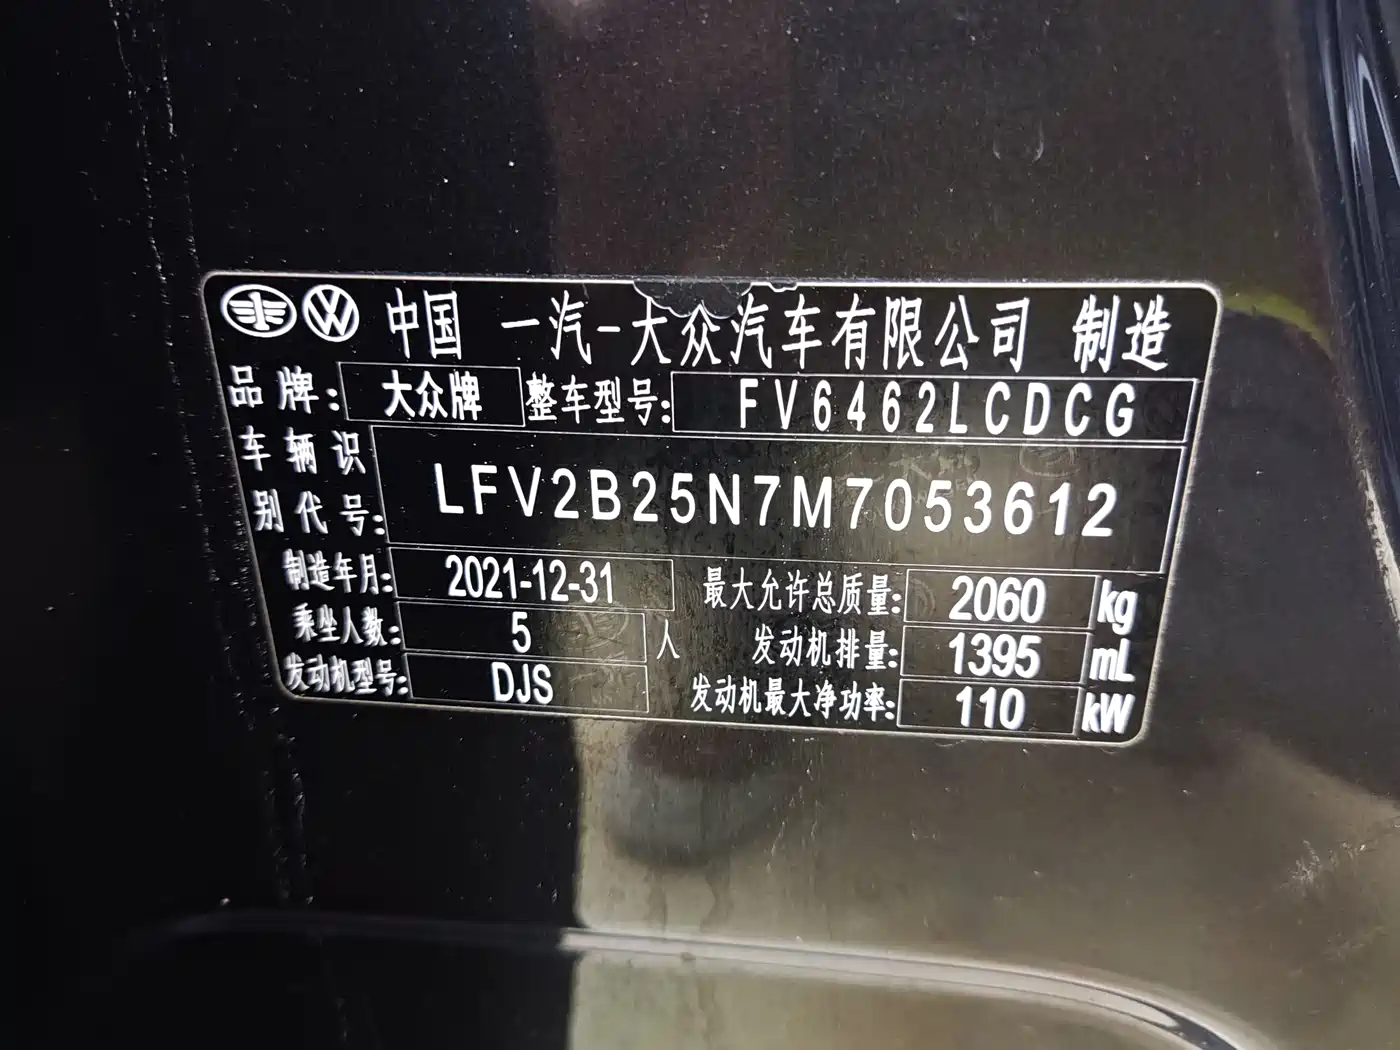 中国 一汽-大众汽车有限公司 制造
品牌: 大众牌 整车型号: FV6462LCDCG
车辆识别代号: LFV2B25N7M7053612
制造年月: 2021-12-31 最大允许总质量: 2060 kg
乘坐人数: 5 人 发动机排量: 1395 mL
发动机型号: DJS 发动机最大净功率: 110 kW